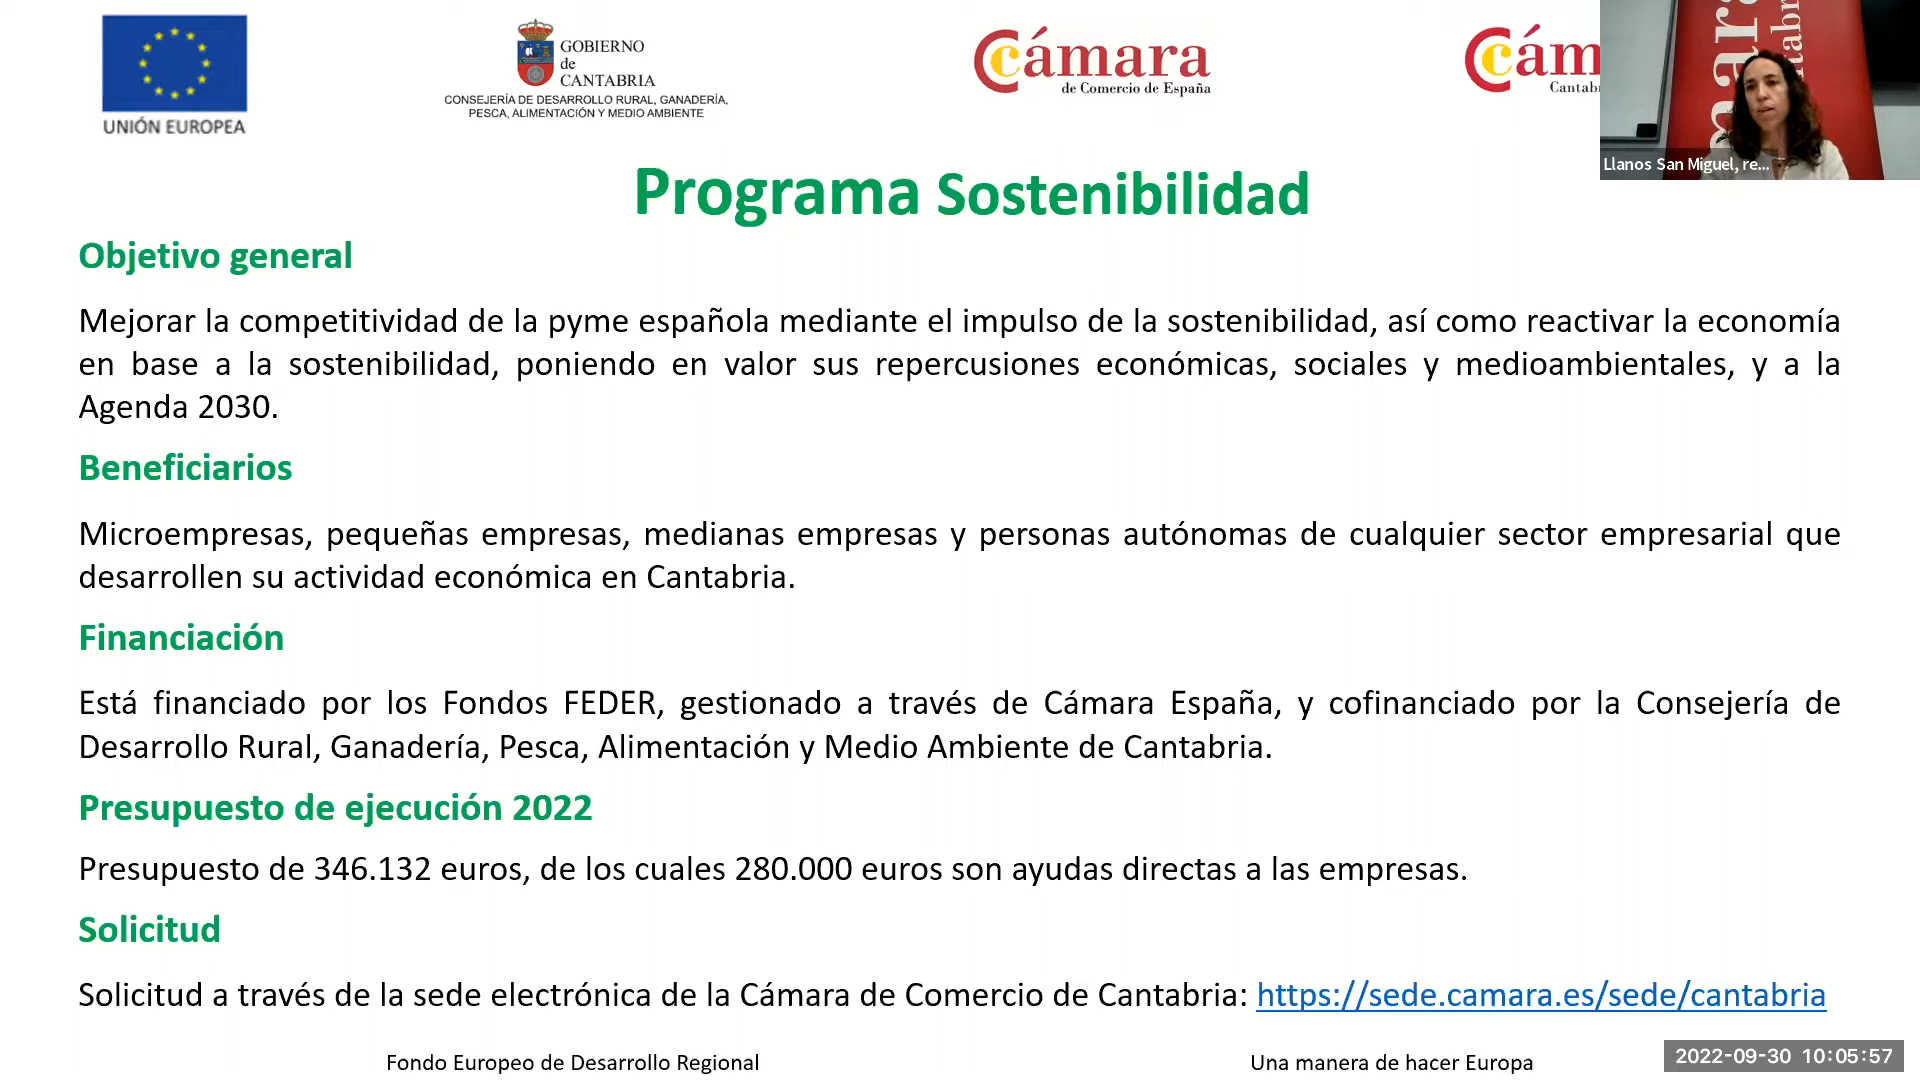 UNIÓN EUROPEA
GOBIERNO
de
CANTABRIA
CONSEJERÍA DE DESARROLLO RURAL, GANADERÍA,
PESCA, ALIMENTACIÓN Y MEDIO AMBIENTE
Cámara
de Comercio de España
Cám
Cantabr
mara
ntabr
Llanos San Miguel, re...
Programa Sostenibilidad
Objetivo general
Mejorar la competitividad de la pyme española mediante el impulso de la sostenibilidad, así como reactivar la economía
en base a la sostenibilidad, poniendo en valor sus repercusiones económicas, sociales y medioambientales, y a la
Agenda 2030.
Beneficiarios
Microempresas, pequeñas empresas, medianas empresas y personas autónomas de cualquier sector empresarial que
desarrollen su actividad económica en Cantabria.
Financiación
Está financiado por los Fondos FEDER, gestionado a través de Cámara España, y cofinanciado por la Consejería de
Desarrollo Rural, Ganadería, Pesca, Alimentación y Medio Ambiente de Cantabria.
Presupuesto de ejecución 2022
Presupuesto de 346.132 euros, de los cuales 280.000 euros son ayudas directas a las empresas.
Solicitud
Solicitud a través de la sede electrónica de la Cámara de Comercio de Cantabria: https://sede.camara.es/sede/cantabria
Fondo Europeo de Desarrollo Regional
Una manera de hacer Europa
2022-09-30 10:05:57